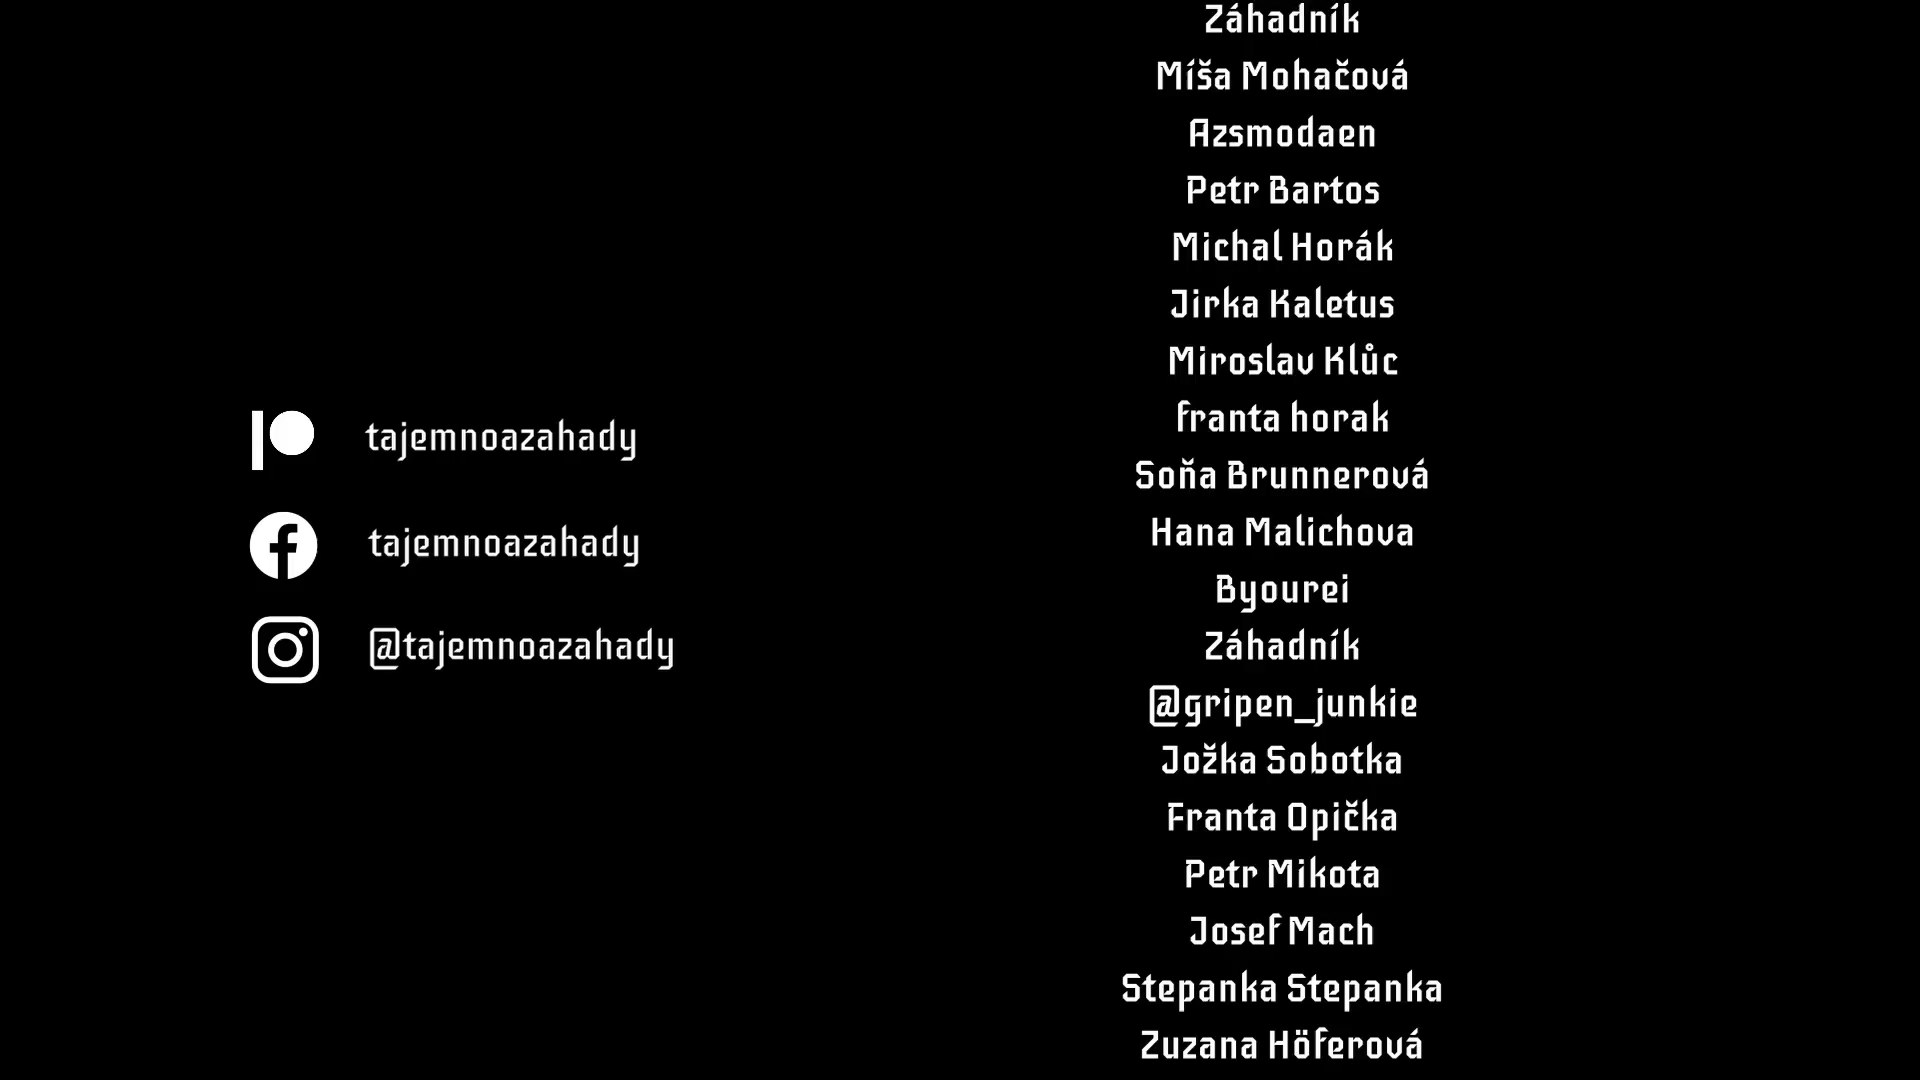 tajemnoazahady
tajemnoazahady
@tajemnoazahady
Záhadník
Míša Mohačová
Azsmodaen
Petr Bartos
Michal Horák
Jirka Kaletus
Miroslav Klůc
franta horak
Soňa Brunnerová
Hana Malichova
Byourei
Záhadník
@gripen_junkie
Jožka Sobotka
Franta Opička
Petr Mikota
Josef Mach
Stepanka Stepanka
Zuzana Höferová